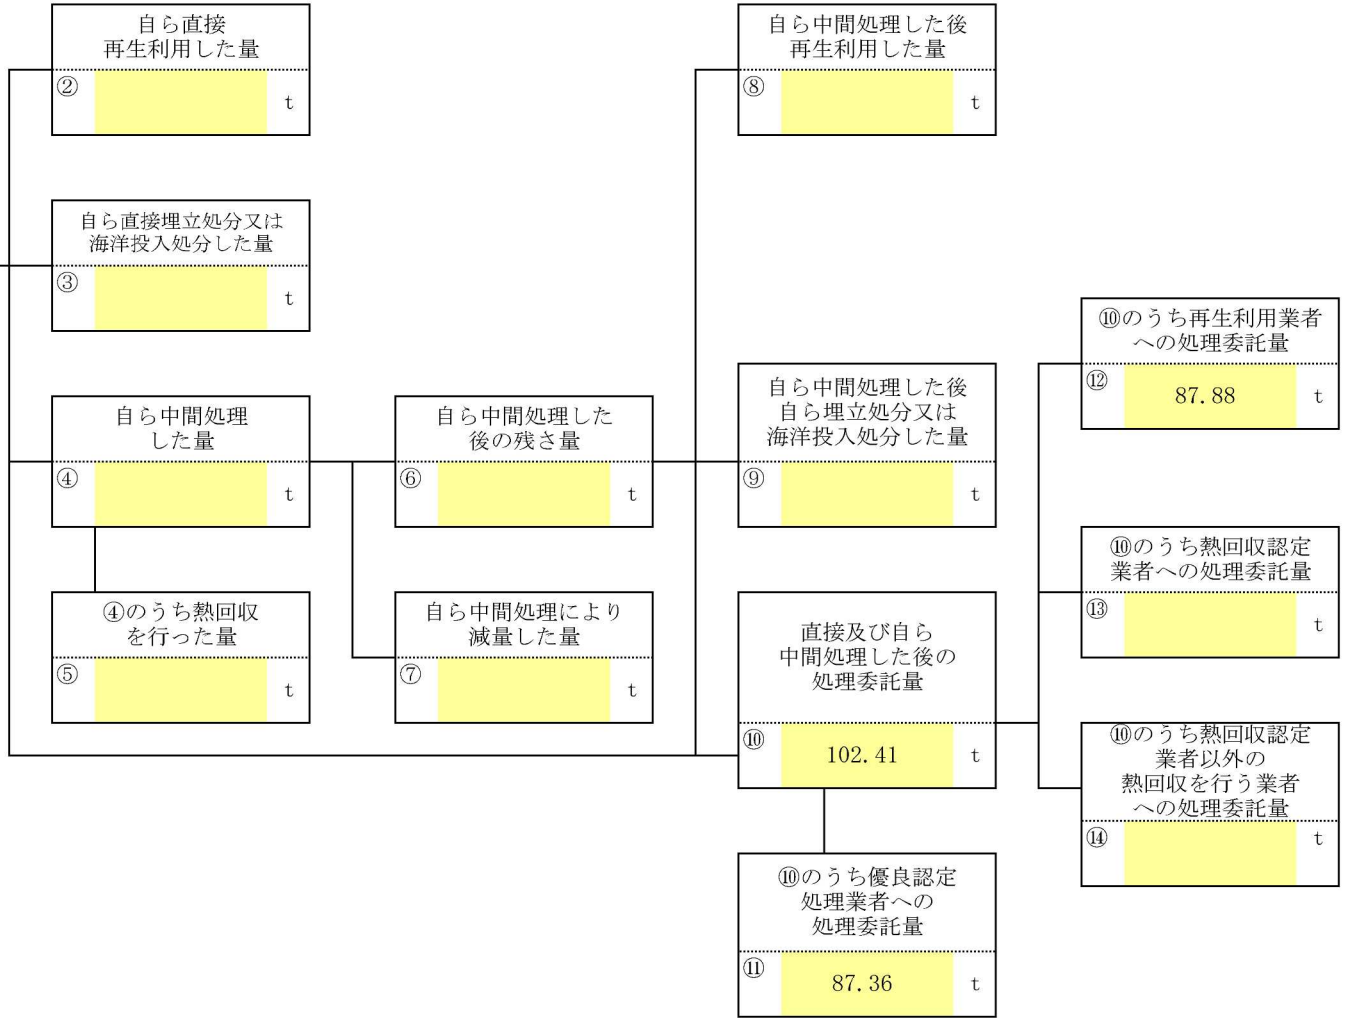 自ら直接
再生利用した量
②
t
自ら直接埋立処分又は
海洋投入処分した量
③
t
自ら中間処理
した量
④
t
④のうち熱回収
を行った量
⑤
t
自ら中間処理した
後の残さ量
⑥
t
自ら中間処理により
減量した量
⑦
t
自ら中間処理した後
再生利用した量
⑧
t
自ら中間処理した後
自ら埋立処分又は
海洋投入処分した量
⑨
t
直接及び自ら
中間処理した後の
処理委託量
⑩ 102.41 t
⑩のうち優良認定
処理業者への
処理委託量
⑪ 87.36 t
⑩のうち再生利用業者
への処理委託量
⑫ 87.88 t
⑩のうち熱回収認定
業者への処理委託量
⑬
t
⑩のうち熱回収認定
業者以外の
熱回収を行う業者
への処理委託量
⑭
t